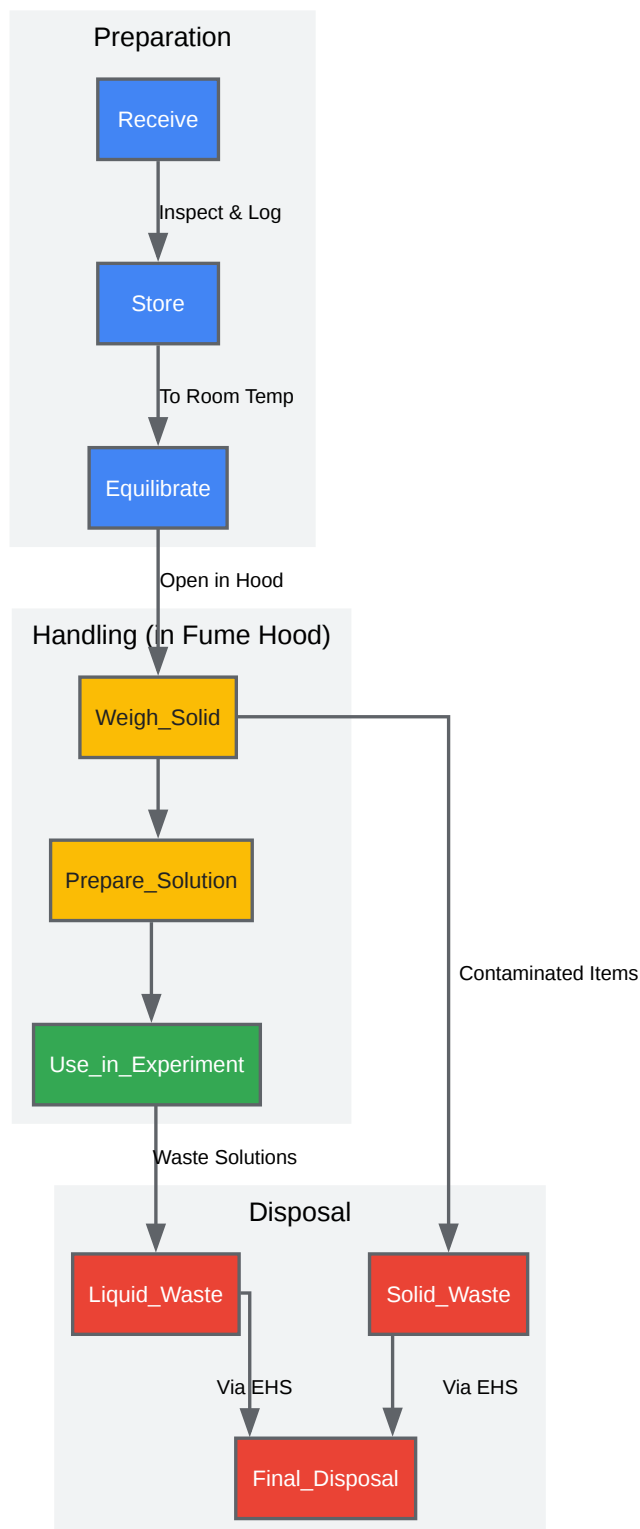 Preparation
Receive
Inspect & Log
Store
To Room Temp
Equilibrate
Open in Hood
Handling (in Fume Hood)
Weigh_Solid
Prepare_Solution
Contaminated Items
Use_in_Experiment
Waste Solutions
Disposal
Liquid_Waste
Solid_Waste
Via EHS
Via EHS
Final_Disposal